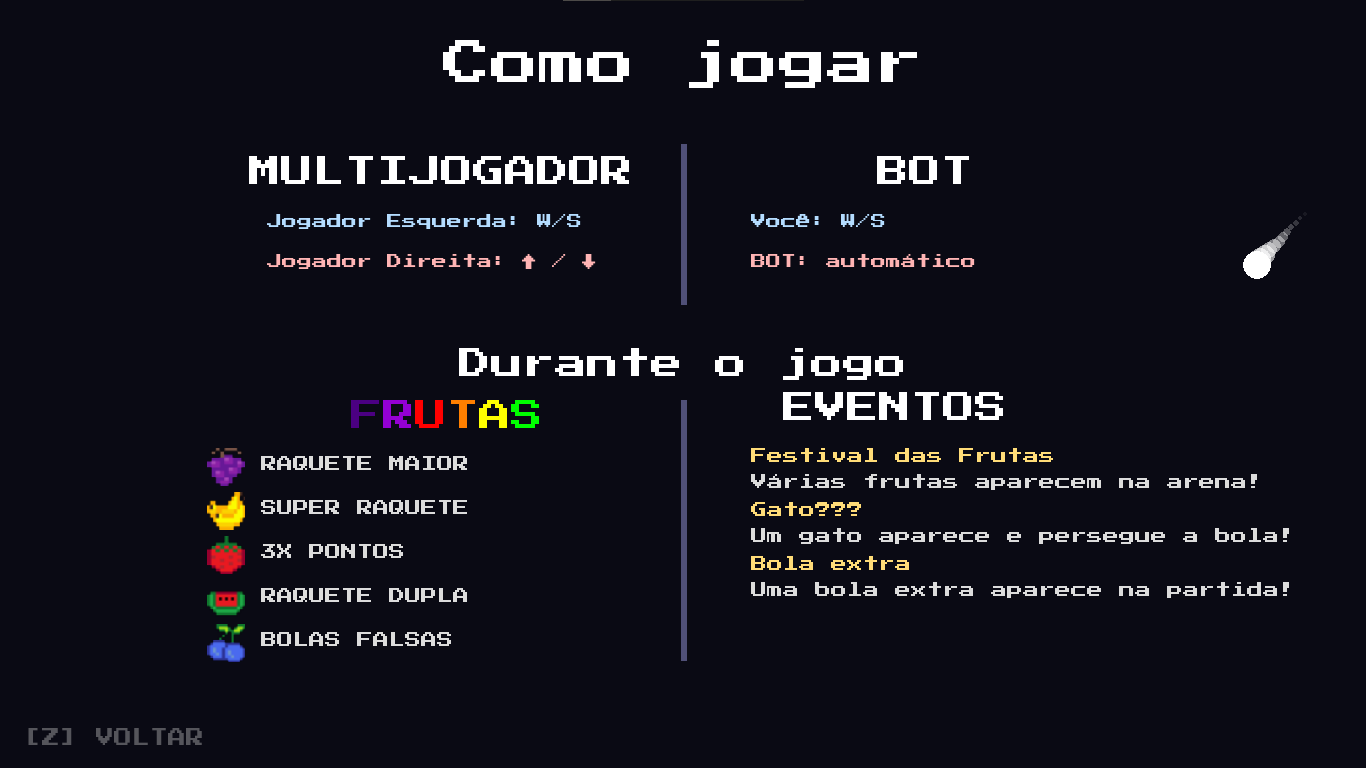 Como jogar
MULTIJOGADOR
Jogador Esquerda: W/S
Jogador Direita: ↑ / ↓
BOT
Você: W/S
BOT: automático
Durante o jogo
FRUTAS
RAQUETE MAIOR
SUPER RAQUETE
3X PONTOS
RAQUETE DUPLA
BOLAS FALSAS
EVENTOS
Festival das Frutas
Várias frutas aparecem na arena!
Gato???
Um gato aparece e persegue a bola!
Bola extra
Uma bola extra aparece na partida!
[Z] VOLTAR